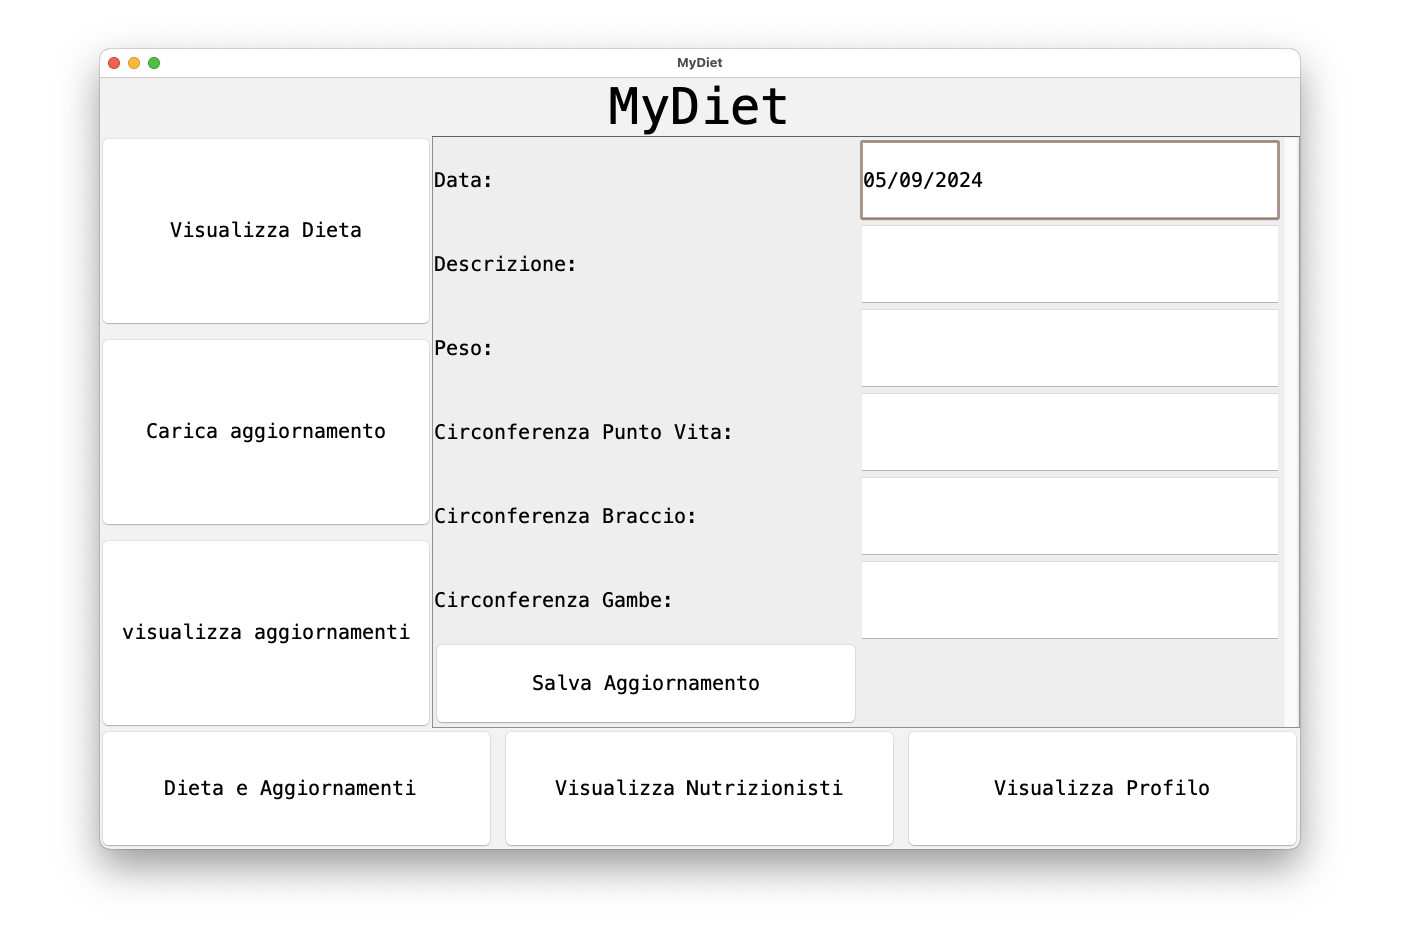 MyDiet
MyDiet
Visualizza Dieta
Carica aggiornamento
visualizza aggiornamenti
Data:
05/09/2024
Descrizione:
Peso:
Circonferenza Punto Vita:
Circonferenza Braccio:
Circonferenza Gambe:
Salva Aggiornamento
Dieta e Aggiornamenti
Visualizza Nutrizionisti
Visualizza Profilo